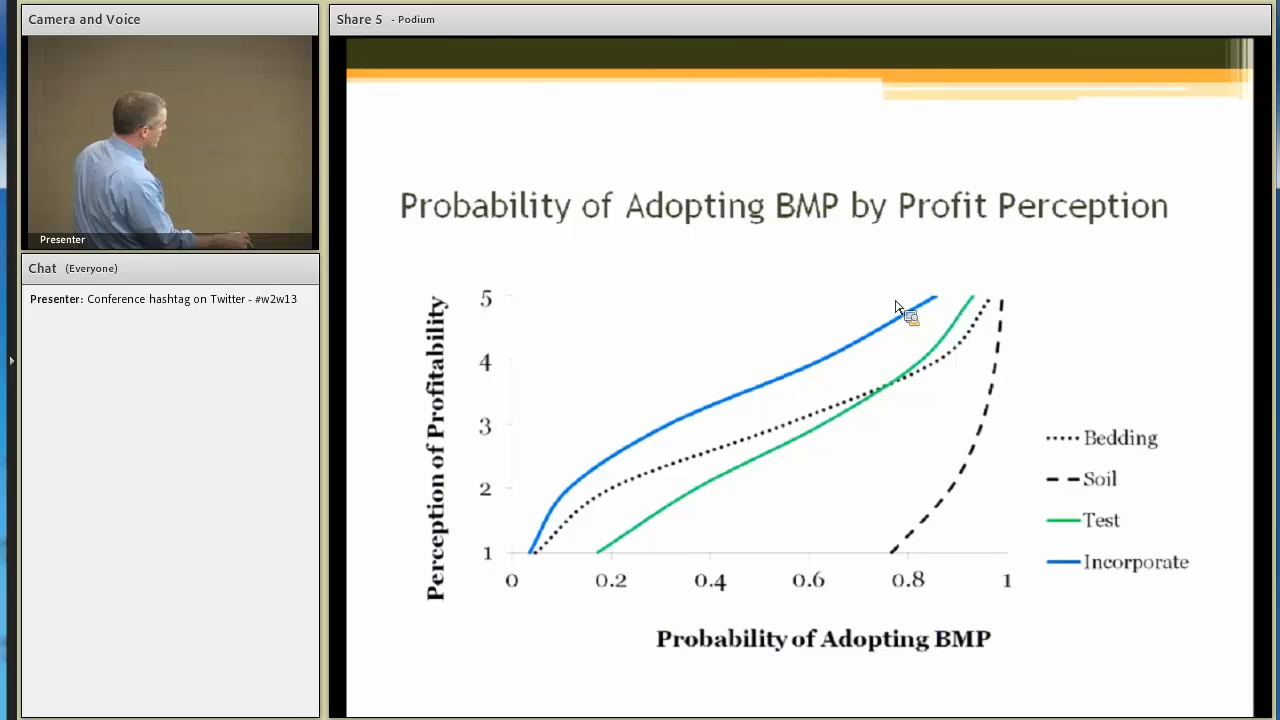 Camera and Voice
Presenter
Chat (Everyone)
Presenter: Conference hashtag on Twitter - #w2w13
Share 5 - Podium
Probability of Adopting BMP by Profit Perception
Perception of Profitability
5
4
3
2
1
0 0.2 0.4 0.6 0.8 1
Probability of Adopting BMP
Bedding
Soil
Test
Incorporate